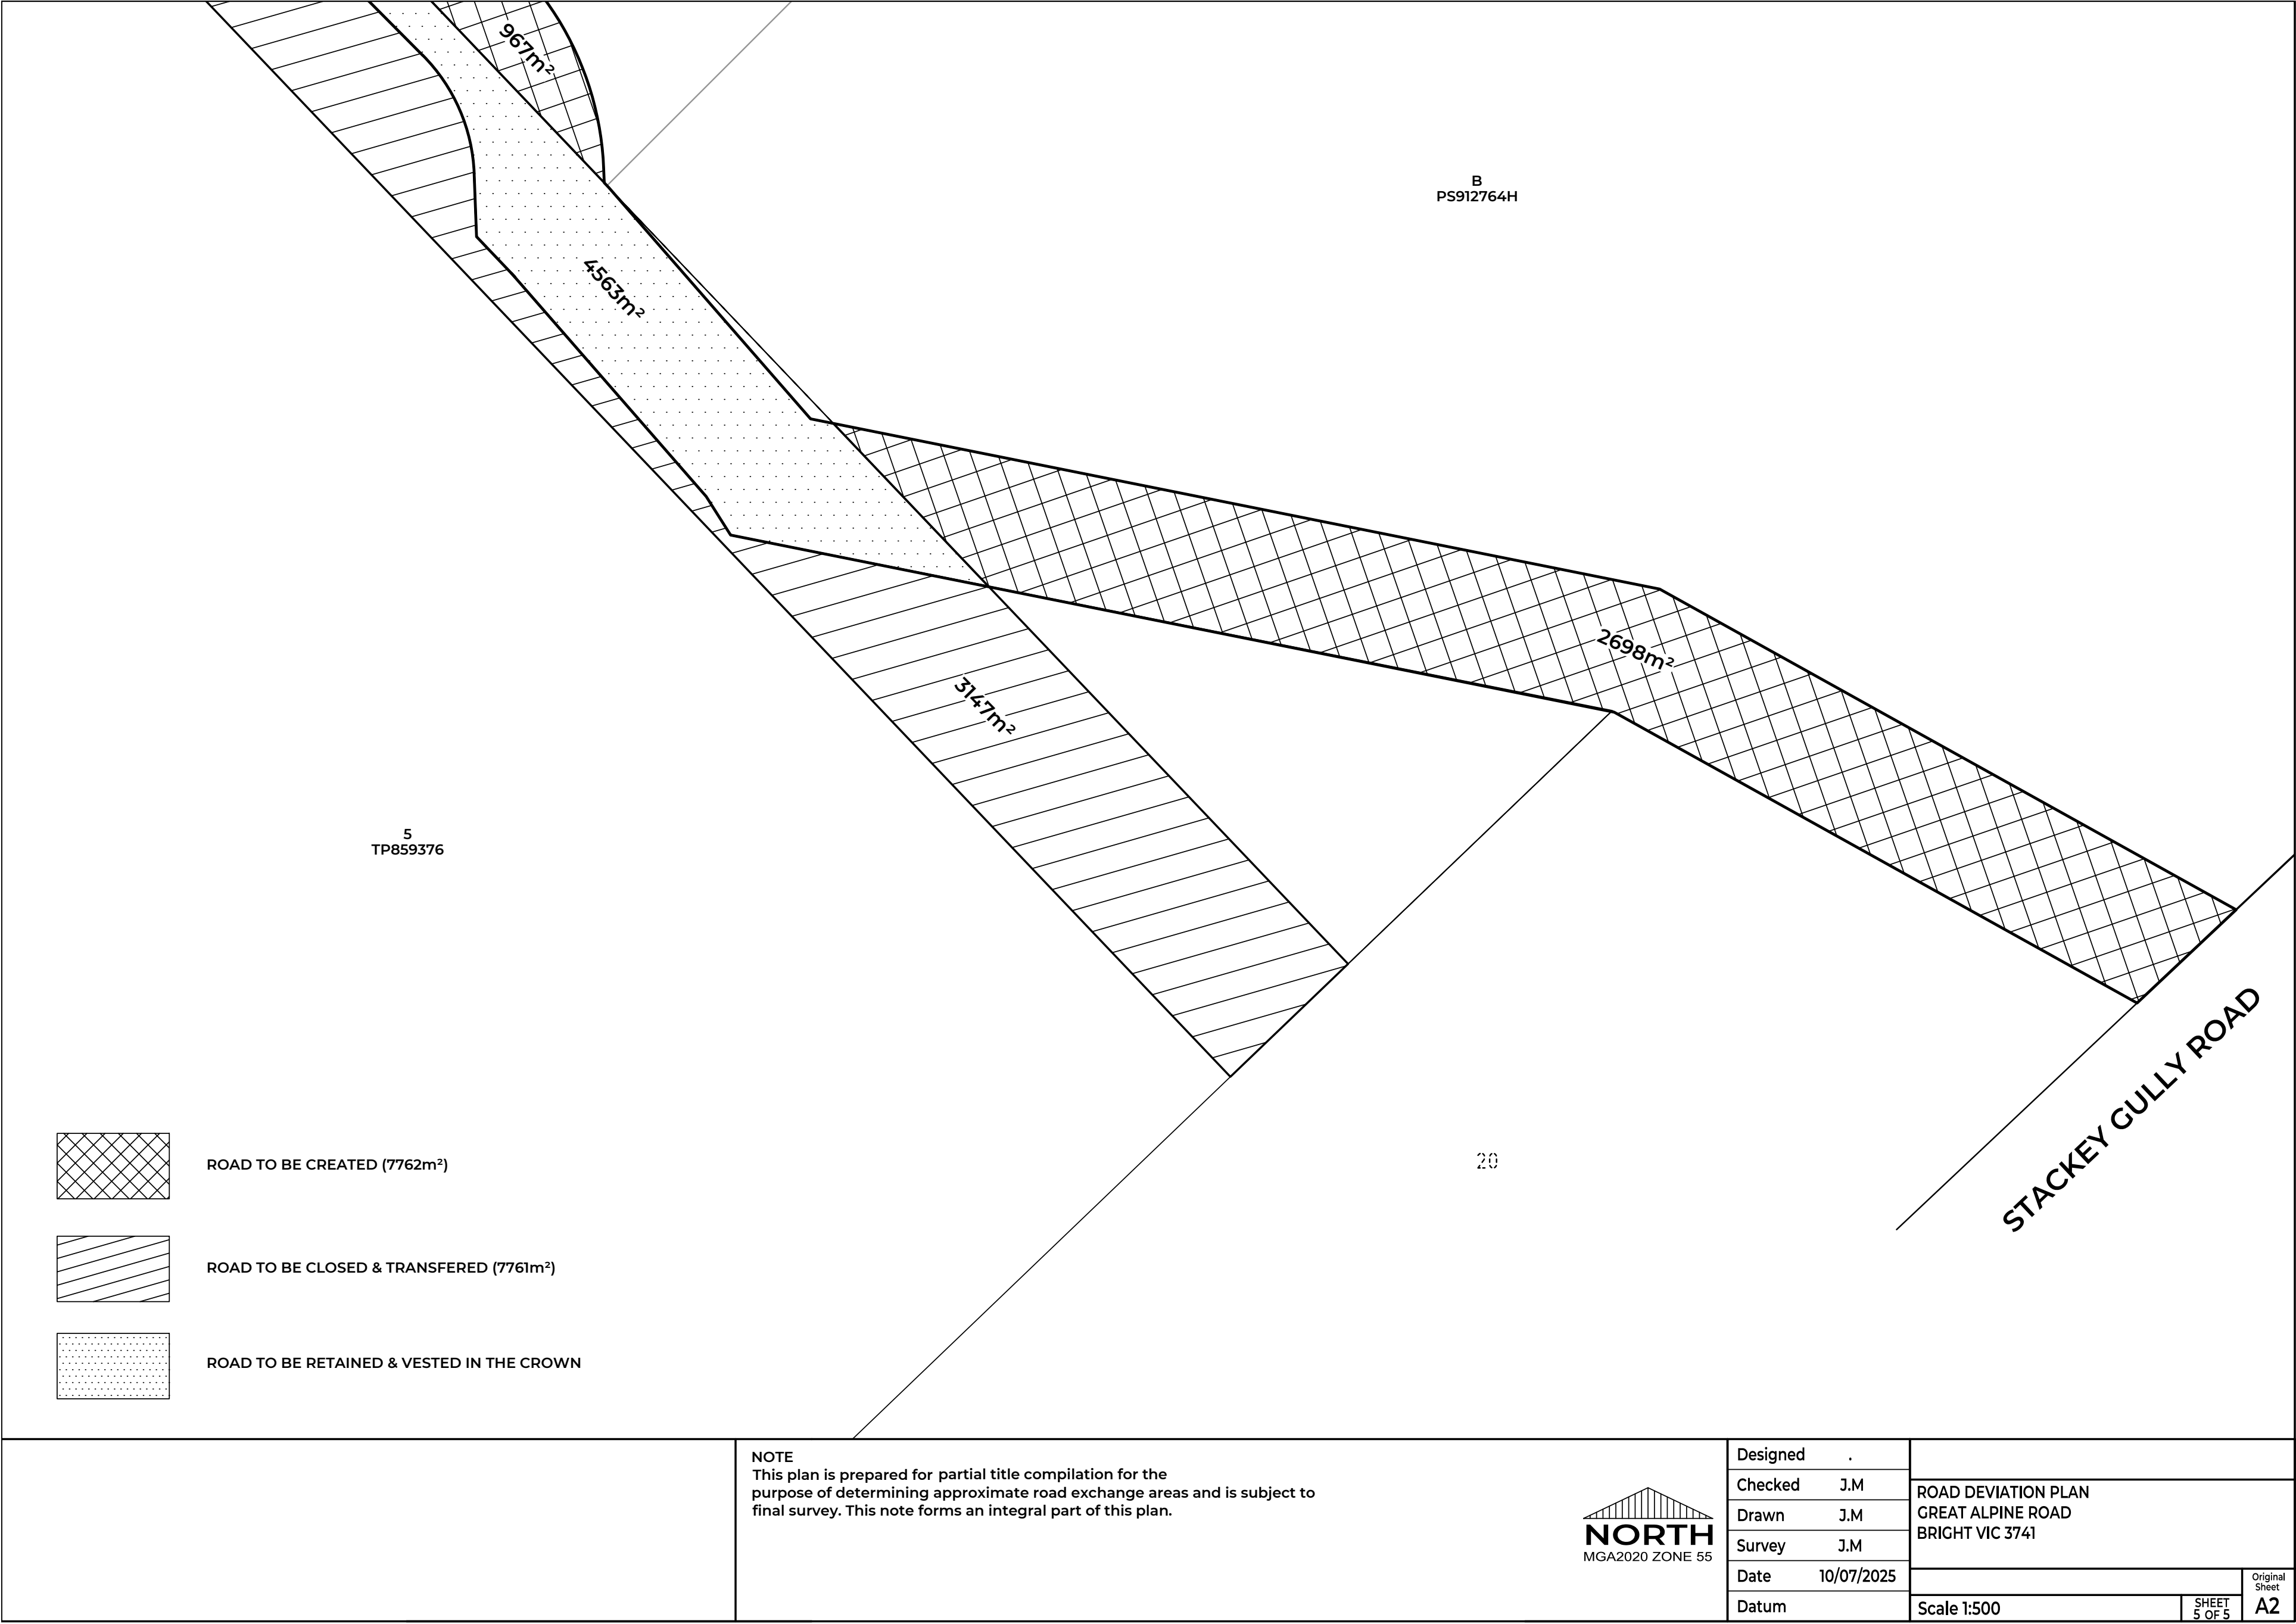 967m²
B
PS912764H
4563m²
2698m²
3147m²
5
TP859376
STACKEY GULLY ROAD
20
ROAD TO BE CREATED (7762m²)
ROAD TO BE CLOSED & TRANSFERED (7761m²)
ROAD TO BE RETAINED & VESTED IN THE CROWN
NOTE
This plan is prepared for partial title compilation for the
purpose of determining approximate road exchange areas and is subject to
final survey. This note forms an integral part of this plan.
NORTH
MGA2020 ZONE 55
Designed .
Checked J.M
Drawn J.M
Survey J.M
Date 10/07/2025
Datum
ROAD DEVIATION PLAN
GREAT ALPINE ROAD
BRIGHT VIC 3741
Scale 1:500
SHEET
5 OF 5
Original
Sheet
A2